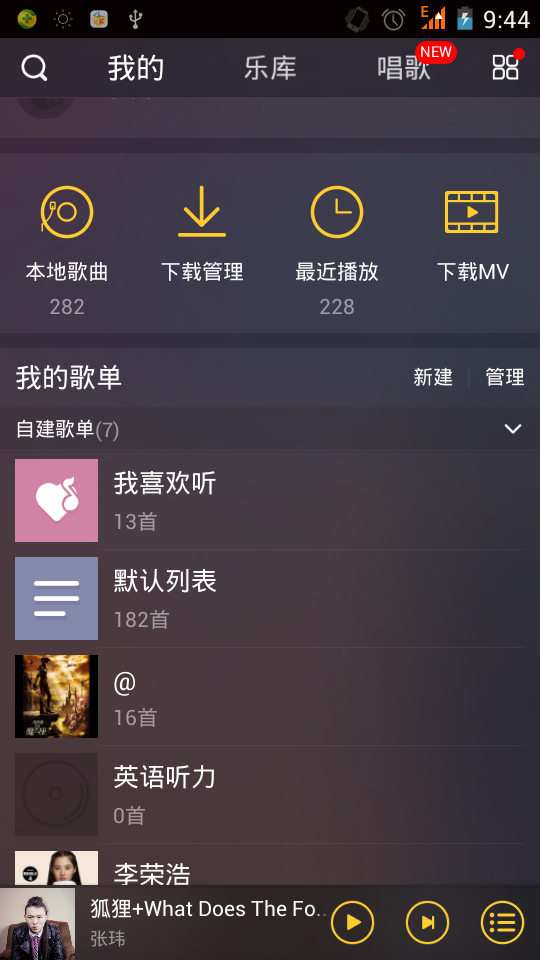 E
9:44
我的
乐库
唱歌
NEW
本地歌曲
下载管理
最近播放
下载MV
282
228
我的歌单
新建
管理
自建歌单(7)
我喜欢听
13首
默认列表
182首
@
16首
英语听力
0首
李荣浩
狐狸+What Does The Fo..
张玮